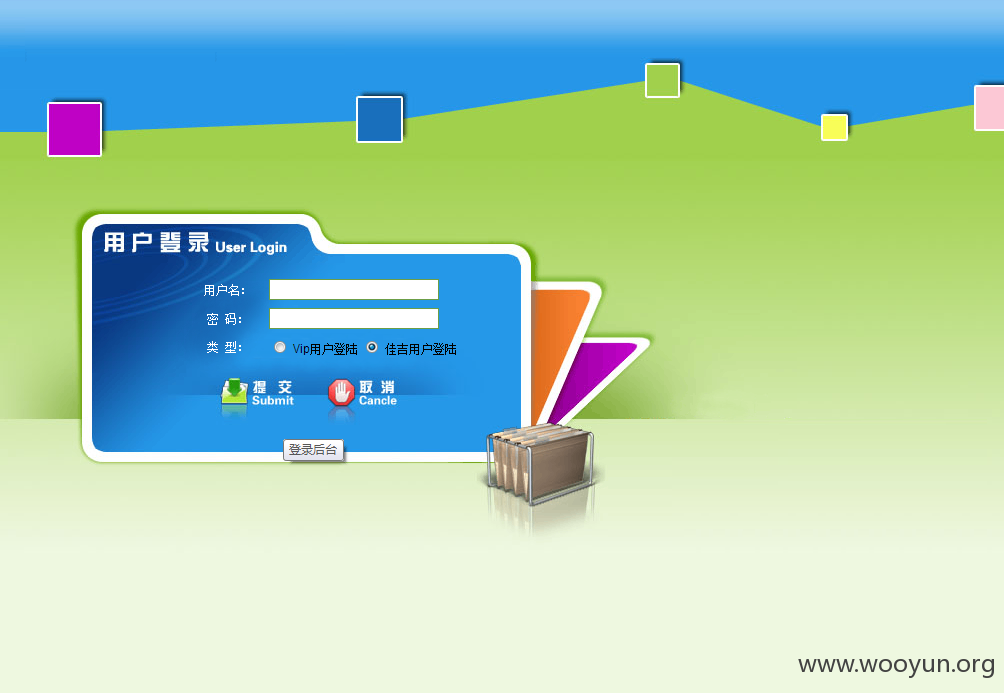 用户登录 User Login
用户名：
密 码：
类 型： Vip用户登陆 佳吉用户登陆
提 交 取 消
Submit Cancle
登录后台
www.wooyun.org